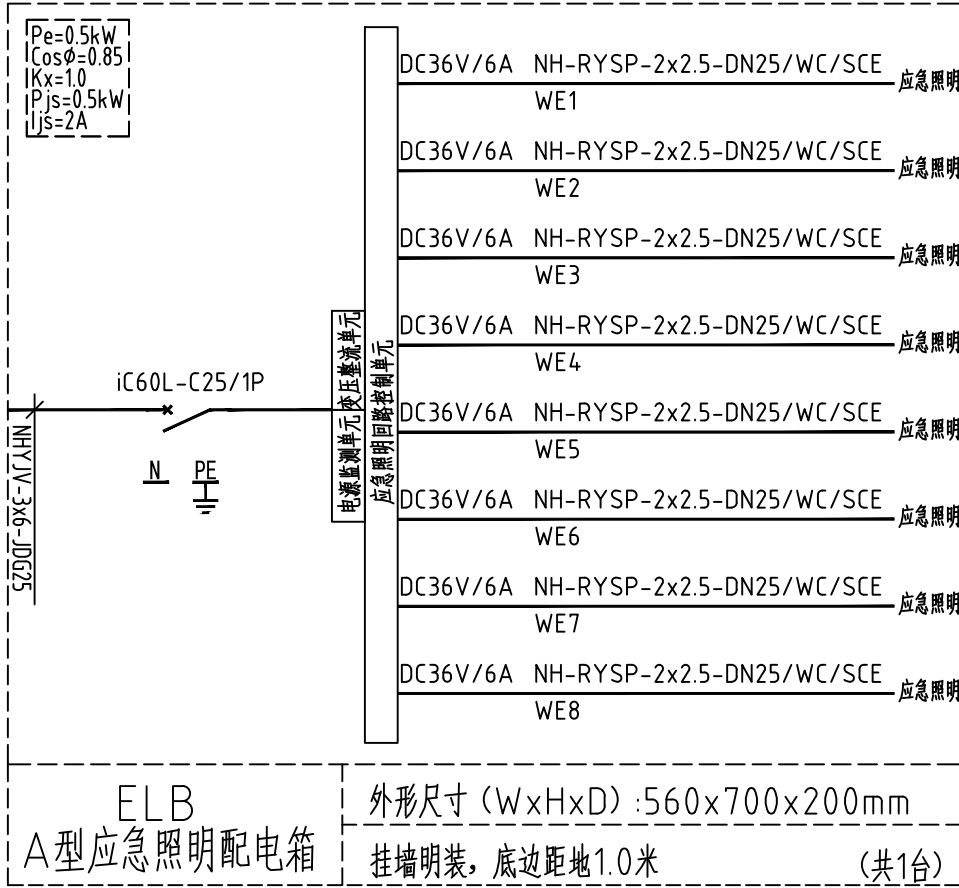 Pe=0.5kW
CosΦ=0.85
Kx=1.0
Pjs=0.5kW
Ijs=2A
DC36V/6A NH-RYSP-2x2.5-DN25/WC/SCE 应急照明
WE1
DC36V/6A NH-RYSP-2x2.5-DN25/WC/SCE 应急照明
WE2
DC36V/6A NH-RYSP-2x2.5-DN25/WC/SCE 应急照明
WE3
DC36V/6A NH-RYSP-2x2.5-DN25/WC/SCE 应急照明
WE4
DC36V/6A NH-RYSP-2x2.5-DN25/WC/SCE 应急照明
WE5
DC36V/6A NH-RYSP-2x2.5-DN25/WC/SCE 应急照明
WE6
DC36V/6A NH-RYSP-2x2.5-DN25/WC/SCE 应急照明
WE7
DC36V/6A NH-RYSP-2x2.5-DN25/WC/SCE 应急照明
WE8
iC60L-C25/1P
NHYJV-3x6-JDG25
N PE
电源监测单元 变压整流单元
应急照明回路控制单元
ELB
A型应急照明配电箱
外形尺寸(WxHxD):560x700x200mm
挂墙明装，底边距地1.0米 (共1台)